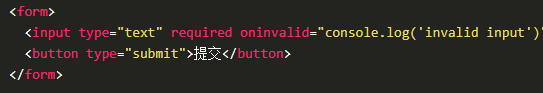 <form>
<input type="text" required oninvalid="console.log('invalid input')"
<button type="submit">提交</button>
</form>